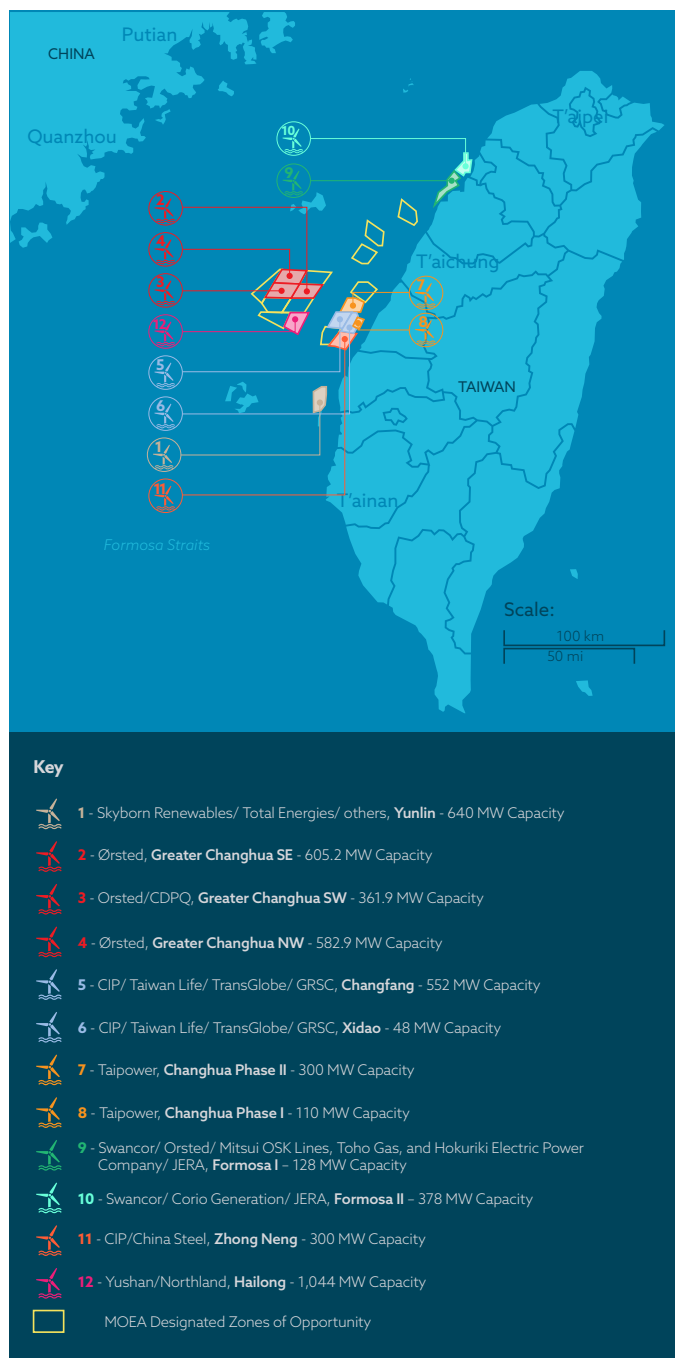 Putian
CHINA
Quanzhou
T'aipei
10
9
2
4
3
12
T'aichung
7
8
5
6
1
11
TAIWAN
T'ainan
Formosa Straits
Scale:
100 km
50 mi
Key
1 - Skyborn Renewables/ Total Energies/ others, Yunlin - 640 MW Capacity
2 - Ørsted, Greater Changhua SE - 605.2 MW Capacity
3 - Orsted/CDPQ, Greater Changhua SW - 361.9 MW Capacity
4 - Ørsted, Greater Changhua NW - 582.9 MW Capacity
5 - CIP/ Taiwan Life/ TransGlobe/ GRSC, Changfang - 552 MW Capacity
6 - CIP/ Taiwan Life/ TransGlobe/ GRSC, Xidao - 48 MW Capacity
7 - Taipower, Changhua Phase II - 300 MW Capacity
8 - Taipower, Changhua Phase I - 110 MW Capacity
9 - Swancor/ Orsted/ Mitsui OSK Lines, Toho Gas, and Hokuriki Electric Power
Company/ JERA, Formosa I – 128 MW Capacity
10 - Swancor/ Corio Generation/ JERA, Formosa II – 378 MW Capacity
11 - CIP/China Steel, Zhong Neng - 300 MW Capacity
12 - Yushan/Northland, Hailong - 1,044 MW Capacity
MOEA Designated Zones of Opportunity